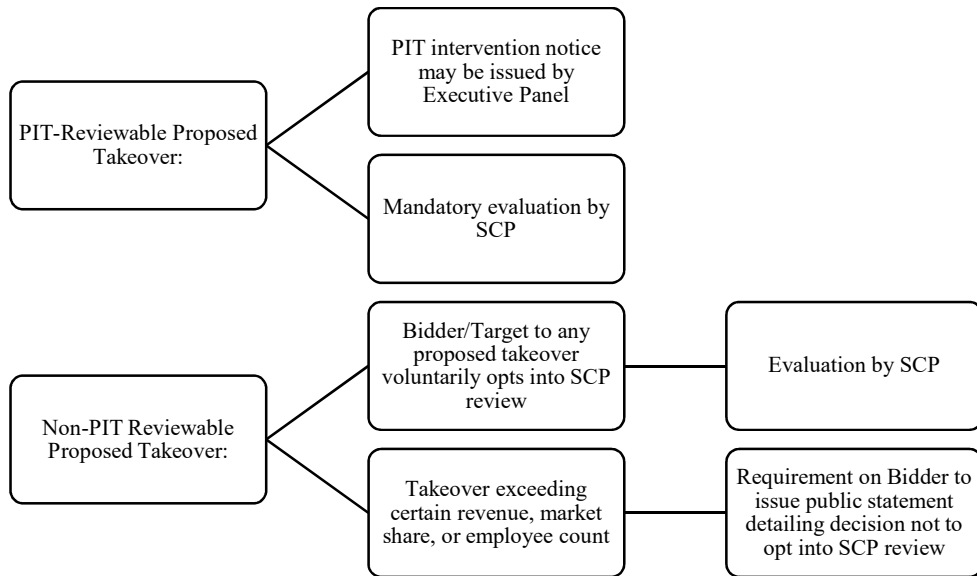 PIT-Reviewable Proposed
Takeover:
PIT intervention notice
may be issued by
Executive Panel
Mandatory evaluation by
SCP
Non-PIT Reviewable
Proposed Takeover:
Bidder/Target to any
proposed takeover
voluntarily opts into SCP
review
Evaluation by SCP
Takeover exceeding
certain revenue, market
share, or employee count
Requirement on Bidder to
issue public statement
detailing decision not to
opt into SCP review